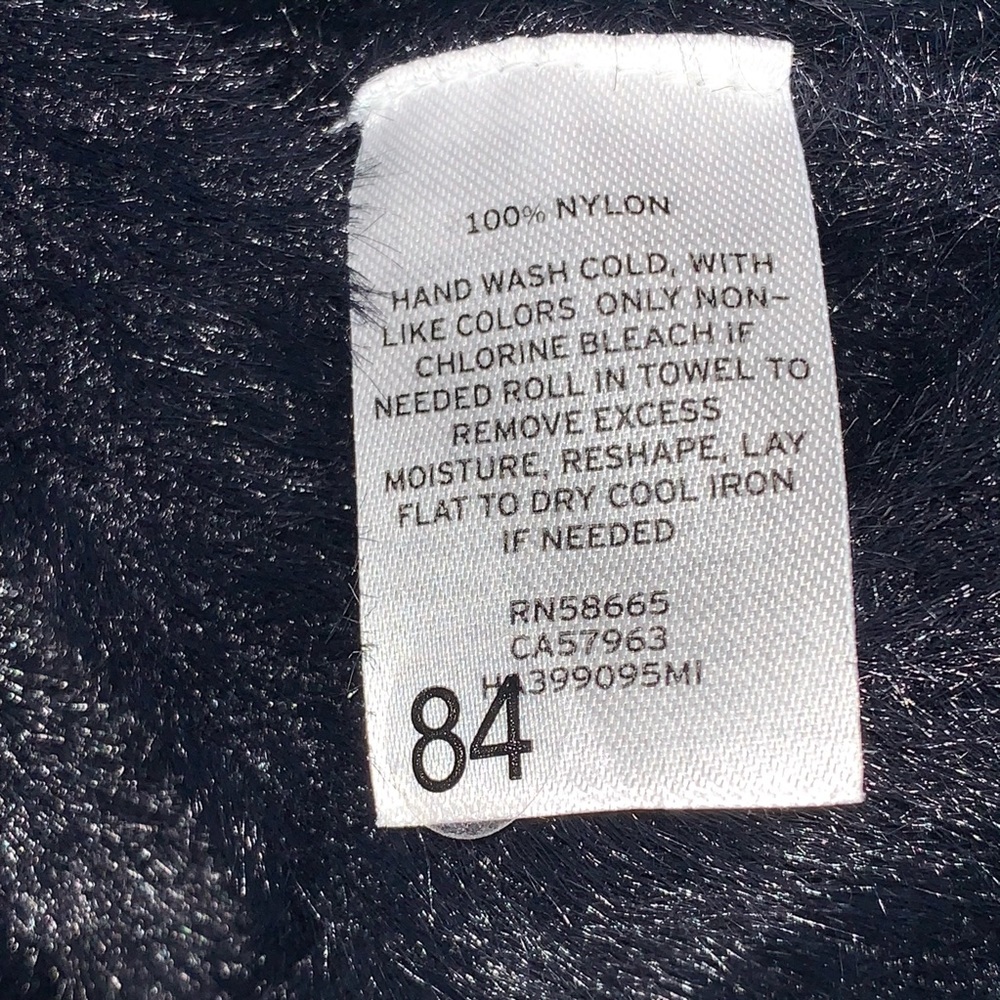 100% NYLON
HAND WASH COLD, WITH
LIKE COLORS ONLY NON-
CHLORINE BLEACH IF
NEEDED ROLL IN TOWEL TO
REMOVE EXCESS
MOISTURE, RESHAPE, LAY
FLAT TO DRY COOL IRON
IF NEEDED
RN58665
CA57963
HA399095MI
84